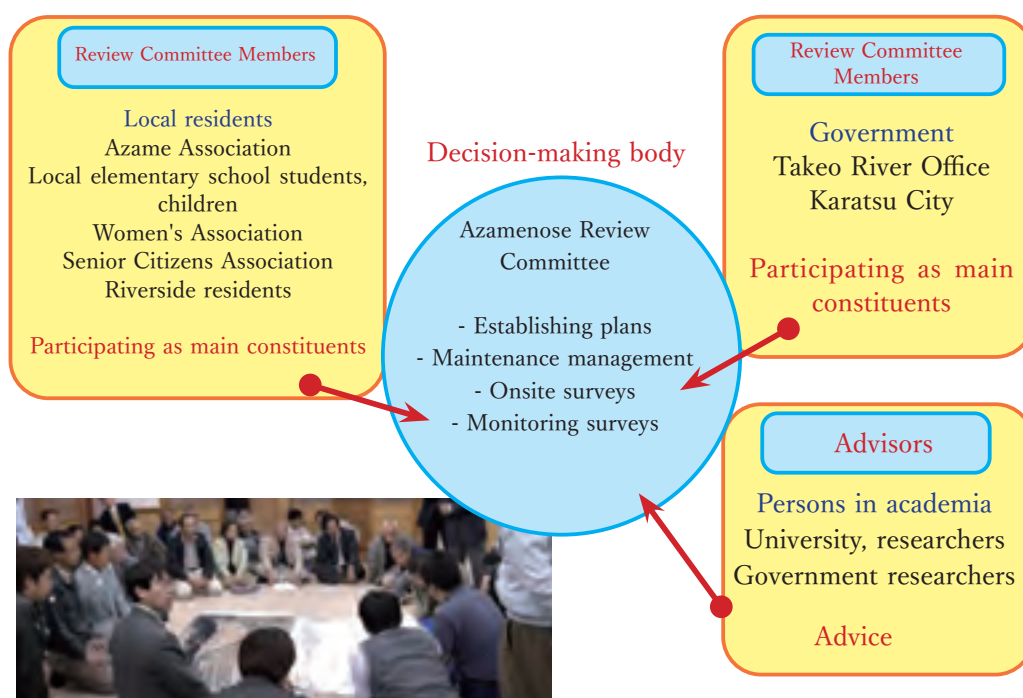 Review Committee Members
Local residents
Azame Association
Local elementary school students,
children
Women's Association
Senior Citizens Association
Riverside residents
Participating as main constituents
Decision-making body
Azamenose Review
Committee
- Establishing plans
- Maintenance management
- Onsite surveys
- Monitoring surveys
Review Committee
Members
Government
Takeo River Office
Karatsu City
Participating as main
constituents
Advisors
Persons in academia
University, researchers
Government researchers
Advice